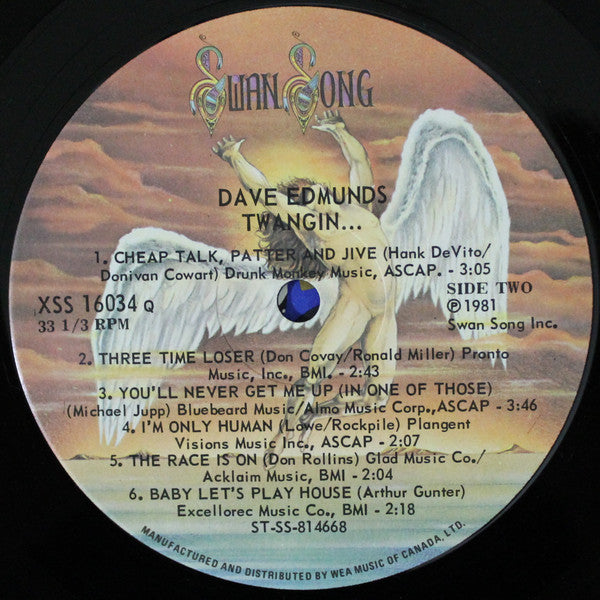 SWAN SONG
DAVE EDMUNDS
TWANGIN...
1. CHEAP TALK, PATTER AND JIVE (Hank DeVito/
Donivan Cowart) Drunk Monkey Music, ASCAP. - 3:05
XSS 16034 Q
33 1/3 RPM
SIDE TWO
Ⓟ1981
Swan Song Inc.
2. THREE TIME LOSER (Don Covay/Ronald Miller) Pronto
Music, Inc., BMI. - 2:43
3. YOU'LL NEVER GET ME UP (IN ONE OF THOSE)
(Michael Jupp) Bluebeard Music/Almo Music Corp., ASCAP - 3:46
4. I'M ONLY HUMAN (Lowe/Rockpile) Plangent
Visions Music Inc., ASCAP - 2:07
5. THE RACE IS ON (Don Rollins) Glad Music Co./
Acklaim Music, BMI - 2:04
6. BABY LET'S PLAY HOUSE (Arthur Gunter)
Excellorec Music Co., BMI - 2:18
ST-SS-814668
MANUFACTURED AND DISTRIBUTED BY WEA MUSIC OF CANADA, LTD.